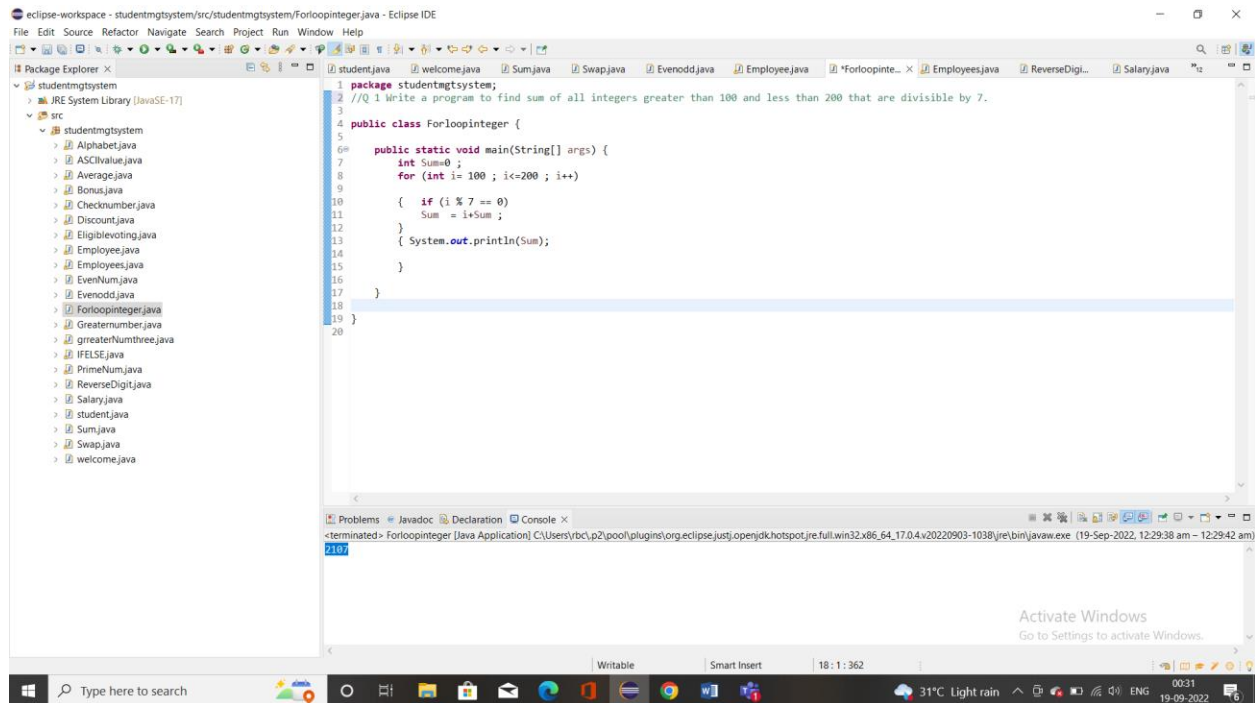 eclipse-workspace - studentmgtsystem/src/studentmgtsystem/Forloopinteger.java - Eclipse IDE
File Edit Source Refactor Navigate Search Project Run Window Help
Package Explorer
studentmgtsystem
JRE System Library [JavaSE-17]
src
studentmgtsystem
Alphabet.java
ASCIIvalue.java
Average.java
Bonus.java
Checknumber.java
Discount.java
Eligiblevoting.java
Employee.java
Employees.java
EvenNum.java
Evenodd.java
Forloopinteger.java
Greaternumber.java
grreaterNumthree.java
IFELSE.java
PrimeNum.java
ReverseDigit.java
Salary.java
student.java
Sum.java
Swap.java
welcome.java
student.java welcome.java Sum.java Swap.java Evenodd.java Employee.java *Forloopinte... Employees.java ReverseDigi... Salary.java »12
1 package studentmgtsystem;
2 //Q 1 Write a program to find sum of all integers greater than 100 and less than 200 that are divisible by 7.
3
4 public class Forloopinteger {
5
6 public static void main(String[] args) {
7 int Sum=0 ;
8 for (int i= 100 ; i<=200 ; i++)
9
10 { if (i % 7 == 0)
11 Sum = i+Sum ;
12 }
13 { System.out.println(Sum);
14
15 }
16
17 }
18
19 }
20
Problems Javadoc Declaration Console
<terminated> Forloopinteger [Java Application] C:\Users\rbc\.p2\pool\plugins\org.eclipse.justj.openjdk.hotspot.jre.full.win32.x86_64_17.0.4.v20220903-1038\jre\bin\javaw.exe (19-Sep-2022, 12:29:38 am – 12:29:42 am)
2107
Activate Windows
Go to Settings to activate Windows.
Writable Smart Insert 18 : 1 : 362
Type here to search
31°C Light rain ENG 00:31
19-09-2022
6